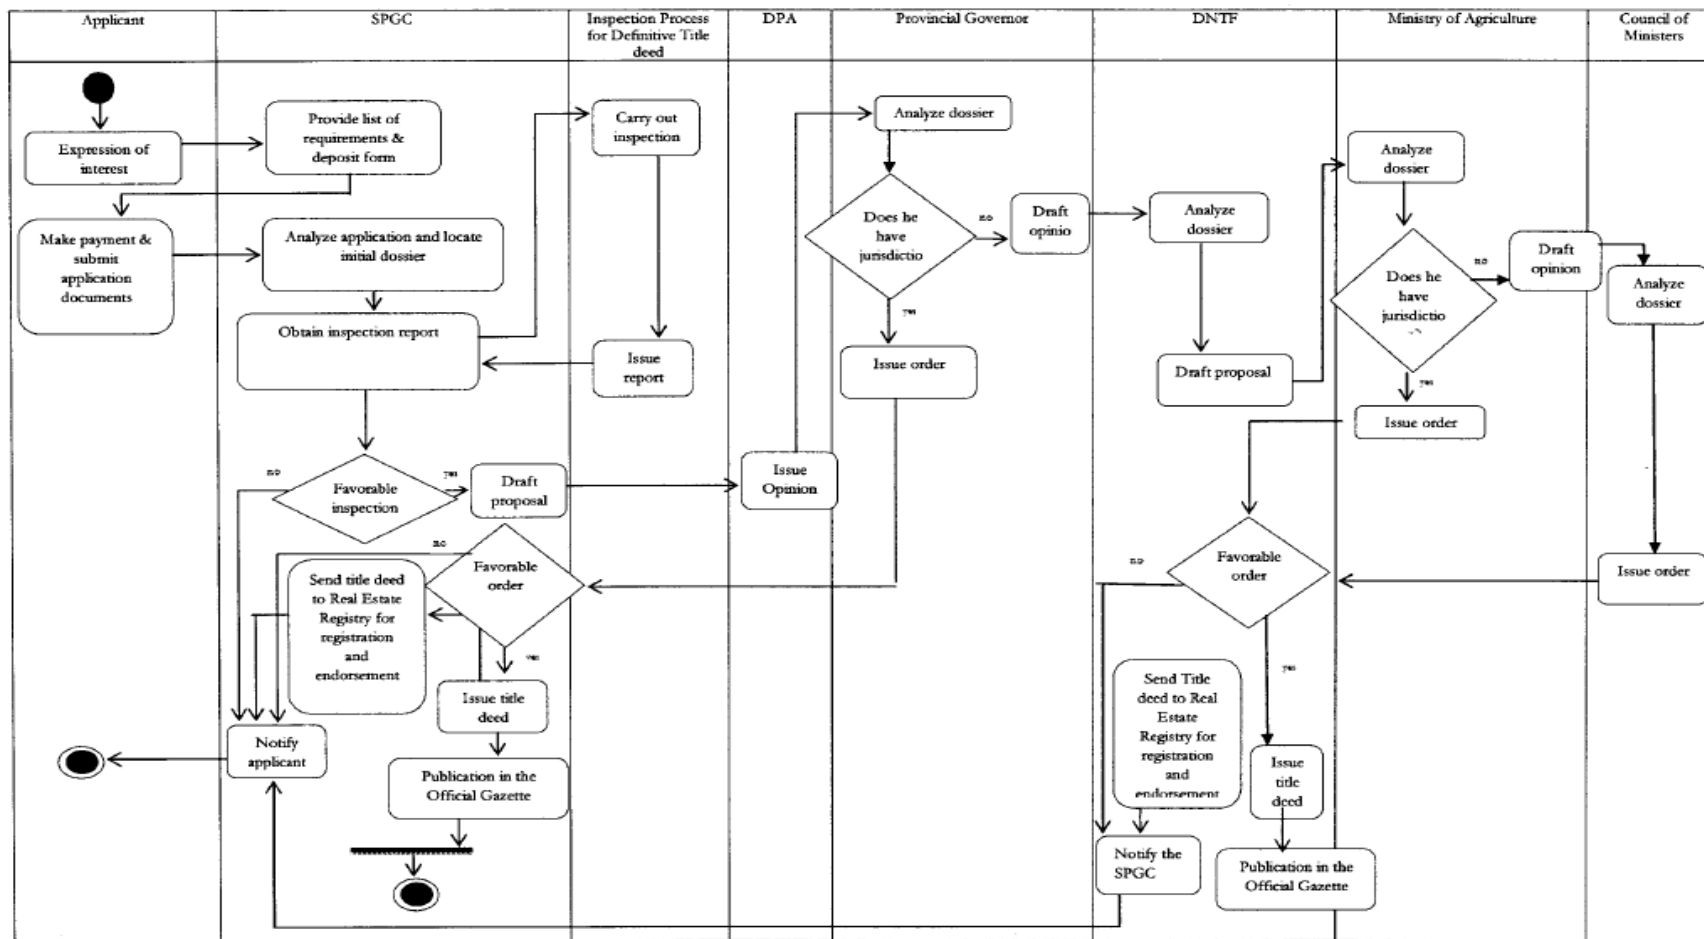 Applicant
SPGC
Inspection Process
for Definitive Title
deed
DPA
Provincial Governor
DNTF
Ministry of Agriculture
Council of
Ministers
Expression of
interest
Provide list of
requirements &
deposit form
Make payment &
submit
application
documents
Analyze application and locate
initial dossier
Obtain inspection report
Carry out
inspection
Issue
report
Favorable
inspection
no
yes
Draft
proposal
Issue
Opinion
Analyze dossier
Does he
have
jurisdictio
no
yes
Draft
opinio
Issue order
Analyze
dossier
Draft proposal
Analyze
dossier
Does he
have
jurisdictio
no
yes
Draft
opinion
Issue order
Analyze
dossier
Issue order
Favorable
order
no
yes
Send title deed
to Real Estate
Registry for
registration
and
endorsement
Issue title
deed
Notify
applicant
Publication in the
Official Gazette
Favorable
order
no
yes
Send Title
deed to Real
Estate
Registry for
registration
and
endorsement
Issue
title
deed
Notify the
SPGC
Publication in the
Official Gazette